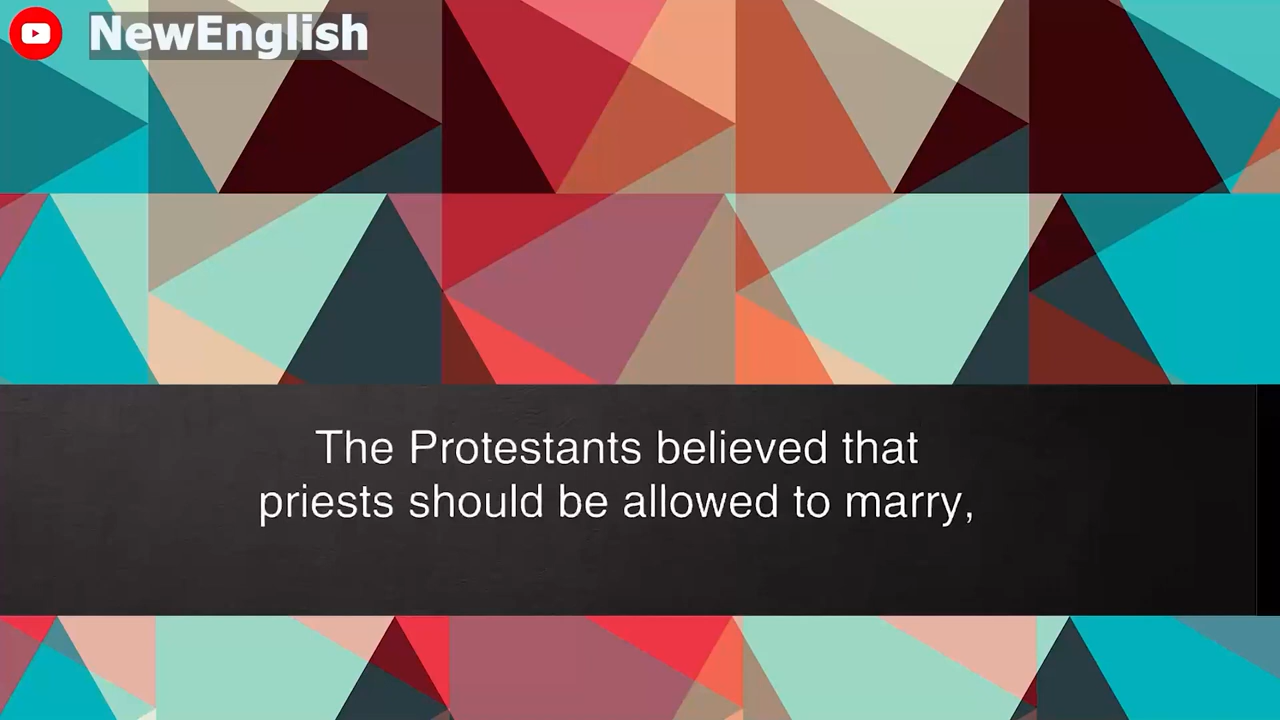 NewEnglish
The Protestants believed that
priests should be allowed to marry,